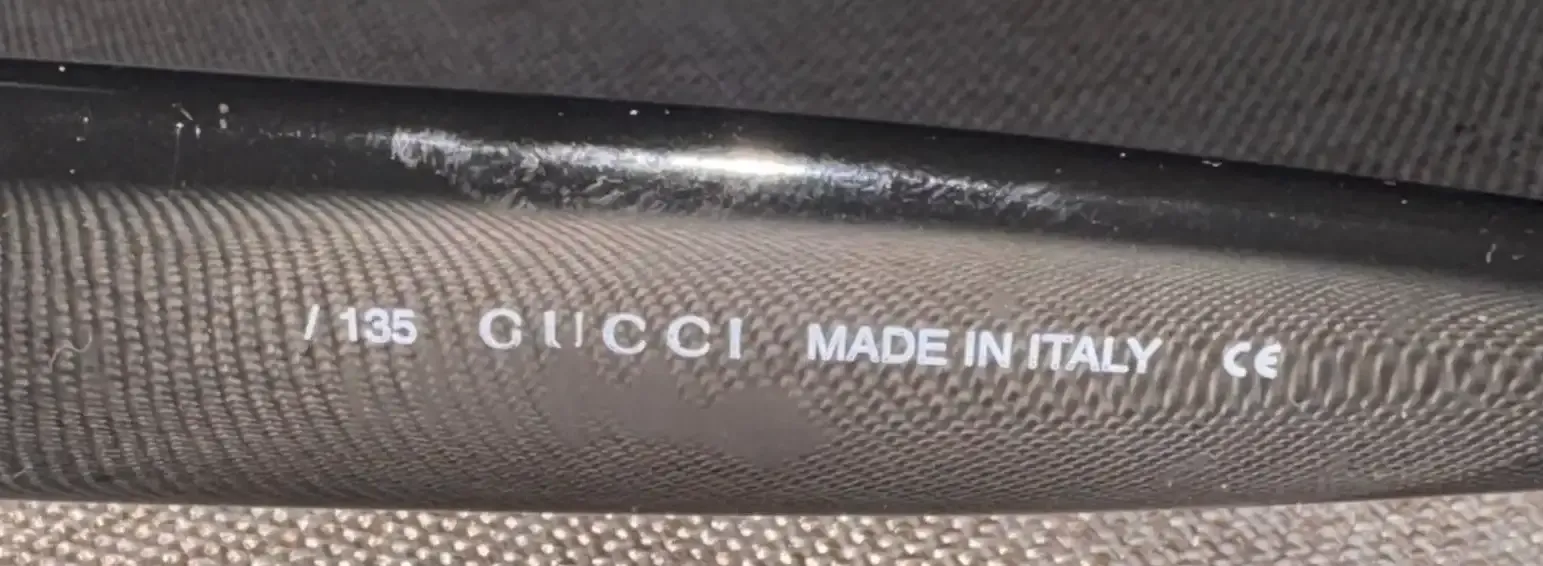 / 135 GUCCI MADE IN ITALY CE